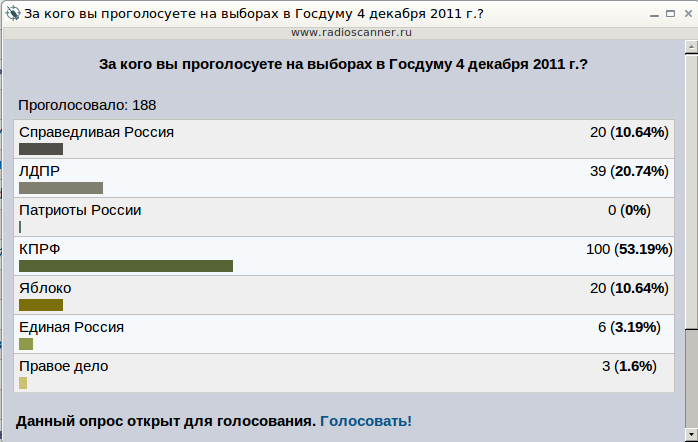 За кого вы проголосуете на выборах в Госдуму 4 декабря 2011 г.?
www.radioscanner.ru
За кого вы проголосуете на выборах в Госдуму 4 декабря 2011 г.?
Проголосовало: 188
Справедливая Россия 20 (10.64%)
ЛДПР 39 (20.74%)
Патриоты России 0 (0%)
КПРФ 100 (53.19%)
Яблоко 20 (10.64%)
Единая Россия 6 (3.19%)
Правое дело 3 (1.6%)
Данный опрос открыт для голосования. Голосовать!